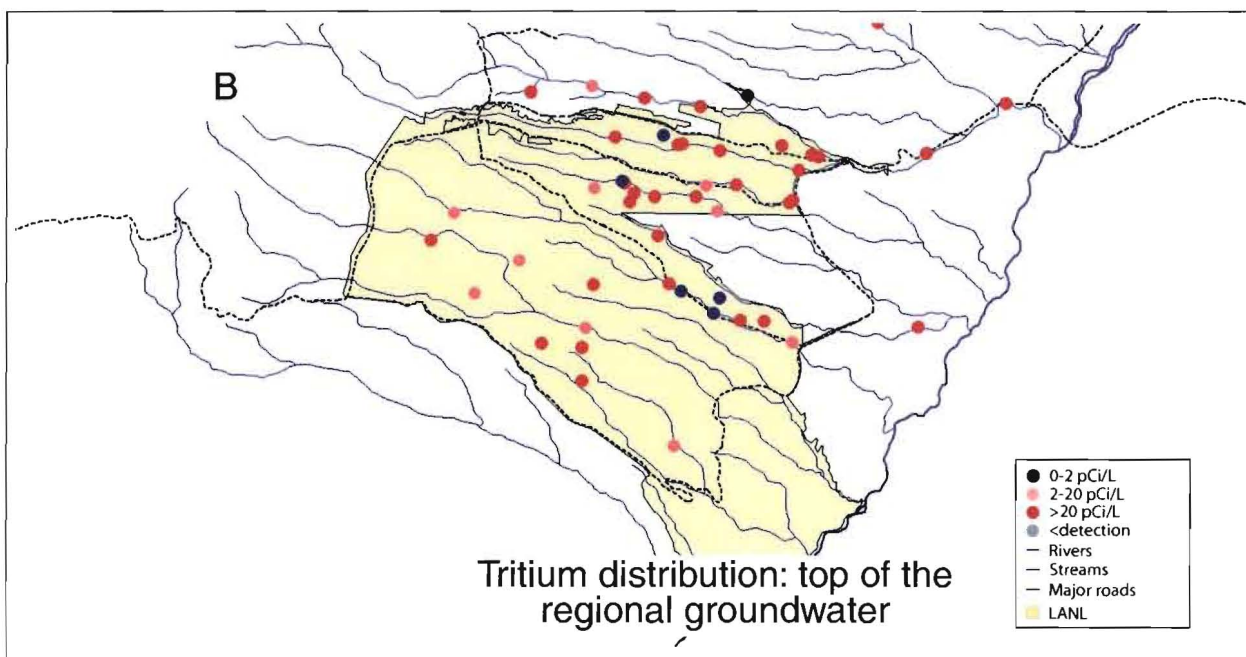 B
0-2 pCi/L
2-20 pCi/L
>20 pCi/L
<detection
Rivers
Streams
Major roads
LANL
Tritium distribution: top of the
regional groundwater